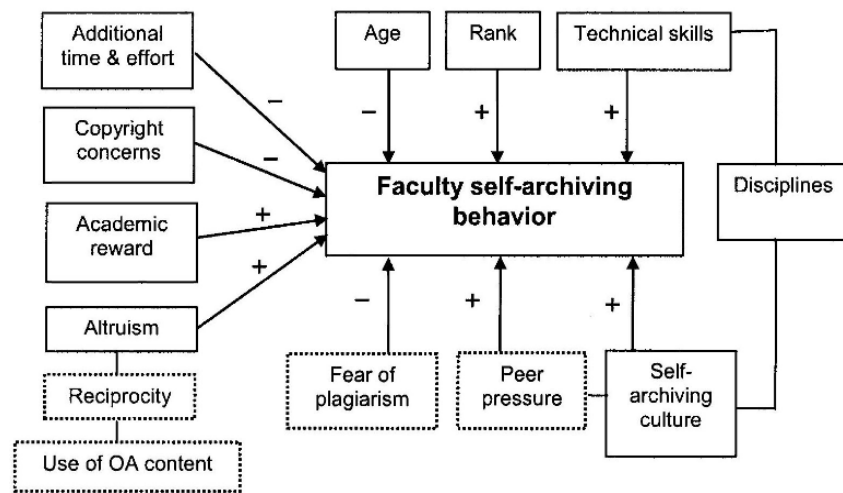 Additional
time & effort
Age
Rank
Technical skills
–
–
+
+
Copyright
concerns
–
Faculty self-archiving
behavior
Disciplines
Academic
reward
+
+
Altruism
–
+
+
Reciprocity
Fear of
plagiarism
Peer
pressure
Self-
archiving
culture
Use of OA content